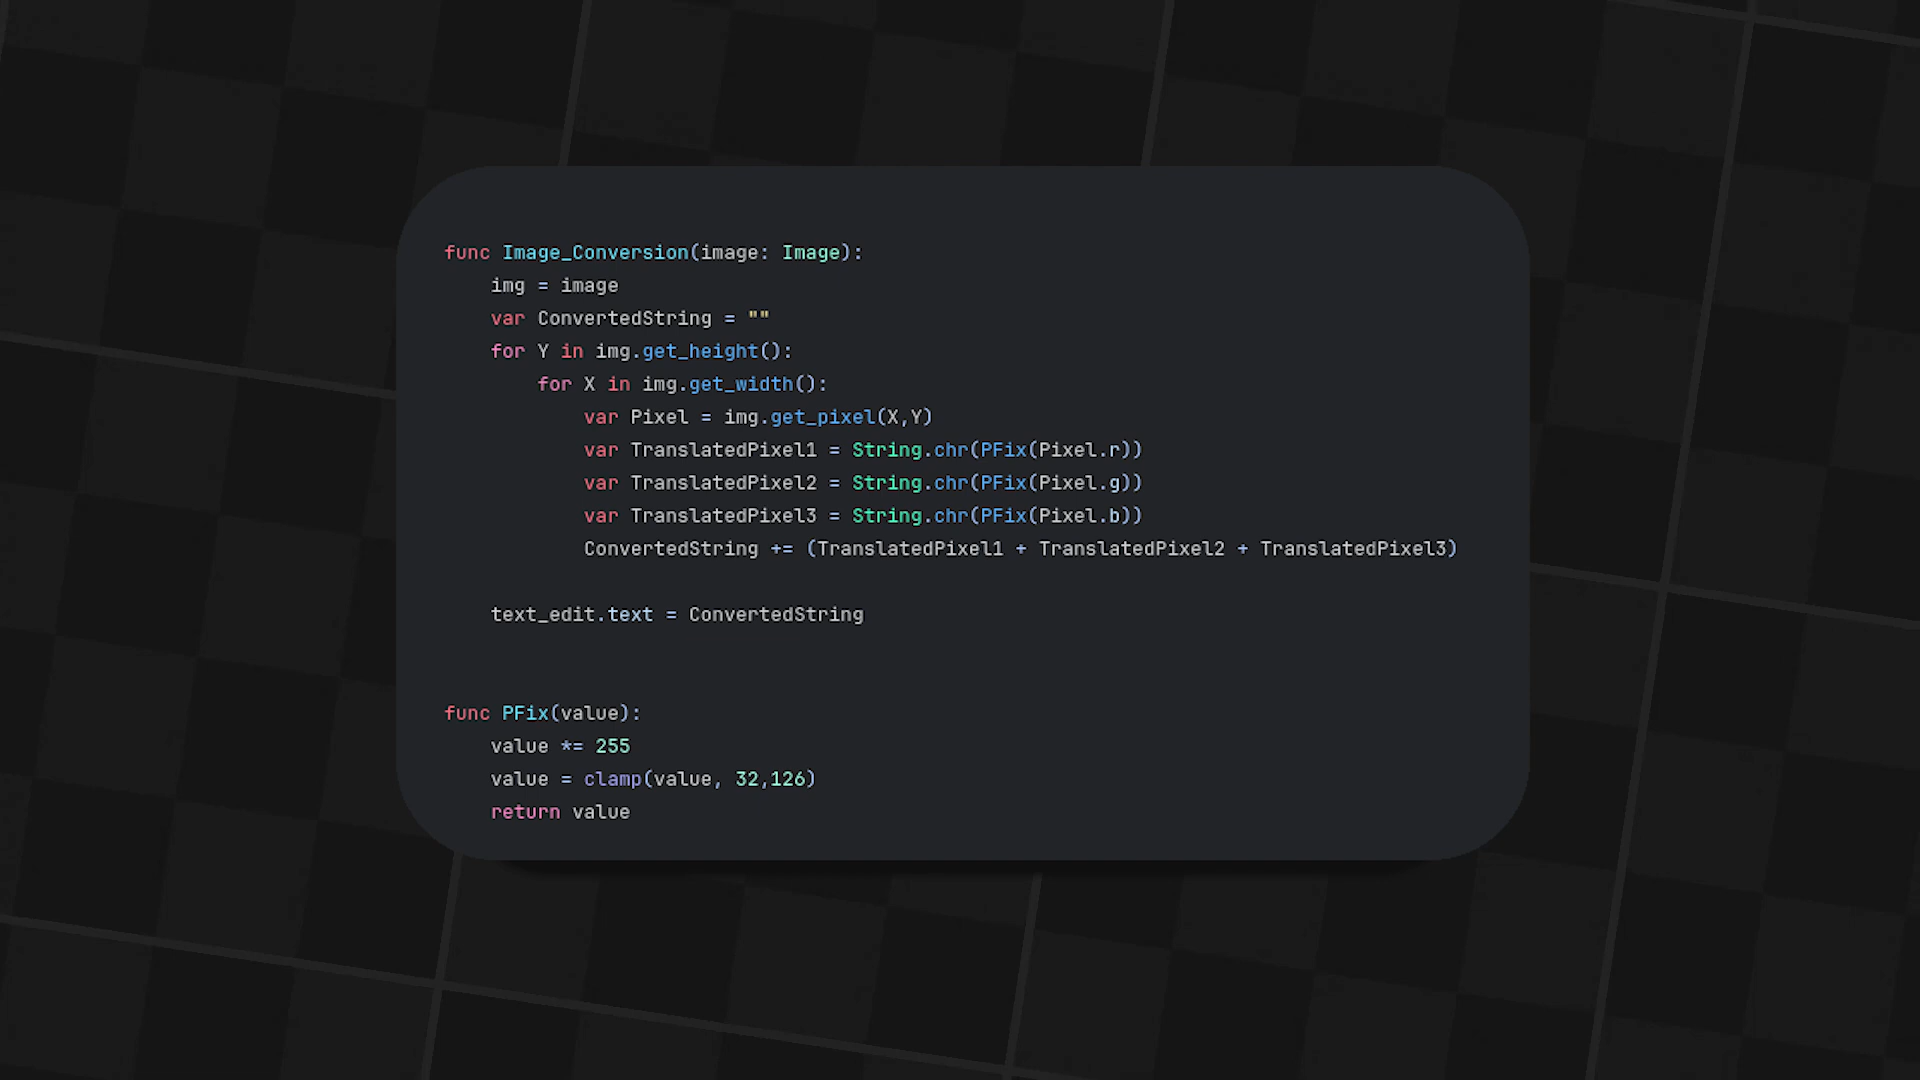 func Image_Conversion(image: Image):
    img = image
    var ConvertedString = ""
    for Y in img.get_height():
        for X in img.get_width():
            var Pixel = img.get_pixel(X,Y)
            var TranslatedPixel1 = String.chr(PFix(Pixel.r))
            var TranslatedPixel2 = String.chr(PFix(Pixel.g))
            var TranslatedPixel3 = String.chr(PFix(Pixel.b))
            ConvertedString += (TranslatedPixel1 + TranslatedPixel2 + TranslatedPixel3)
    text_edit.text = ConvertedString
func PFix(value):
    value *= 255
    value = clamp(value, 32,126)
    return value